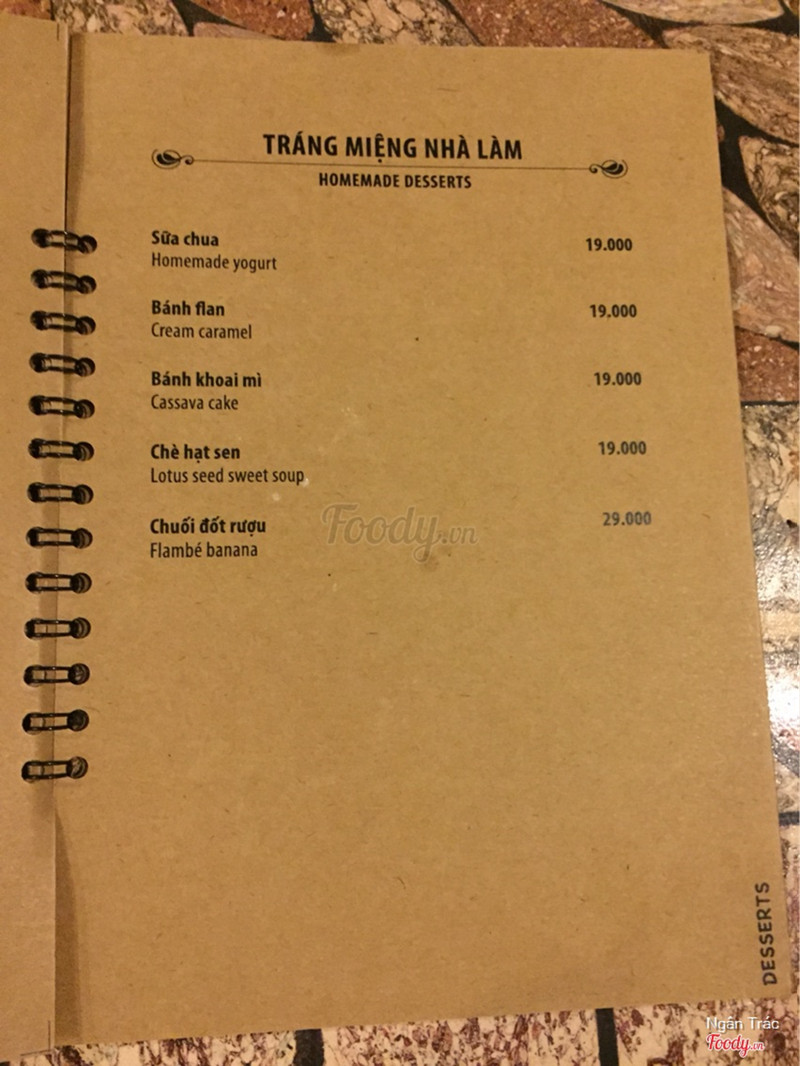 TRÁNG MIỆNG NHÀ LÀM
HOMEMADE DESSERTS
Sữa chua 19.000
Homemade yogurt
Bánh flan 19.000
Cream caramel
Bánh khoai mì 19.000
Cassava cake
Chè hạt sen 19.000
Lotus seed sweet soup
Chuối đốt rượu 29.000
Flambé banana
Foody.vn
DESSERTS
Ngân Trác
Foody.vn